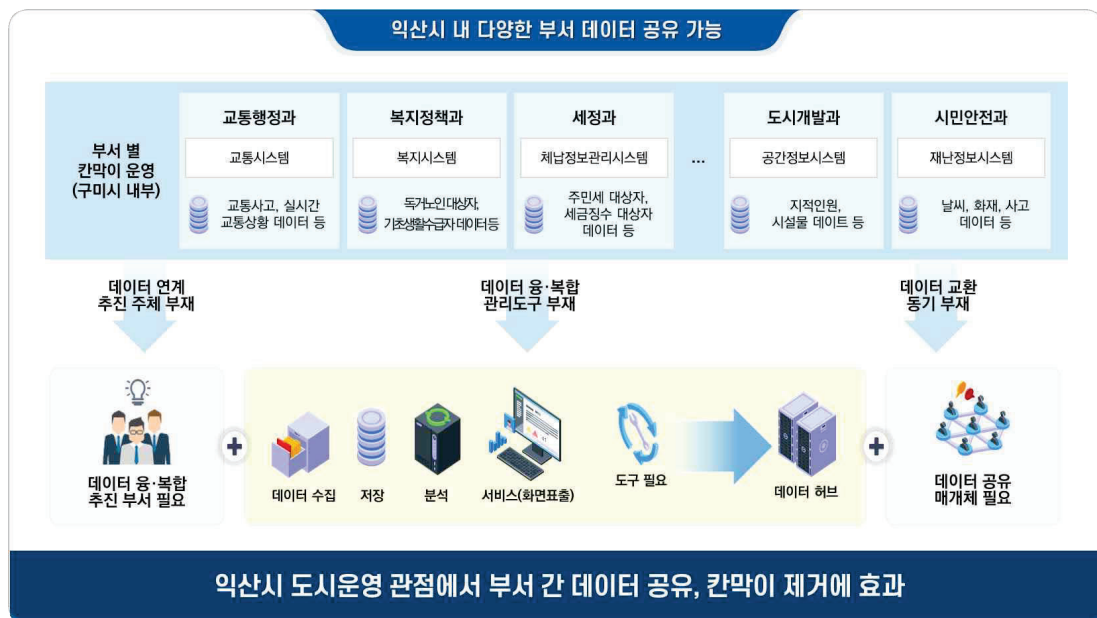 익산시 내 다양한 부서 데이터 공유 가능
부서 별
칸막이 운영
(구미시 내부)
교통행정과
교통시스템
교통사고, 실시간
교통상황 데이터 등
복지정책과
복지시스템
독거노인 대상자,
기초생활수급자 데이터 등
세정과
체납정보관리시스템
주민세 대상자,
세금징수 대상자
데이터 등
...
도시개발과
공간정보시스템
지적인원,
시설물 데이트 등
시민안전과
재난정보시스템
날씨, 화재, 사고
데이터 등
데이터 연계
추진 주체 부재
데이터 융·복합
관리도구 부재
데이터 교환
동기 부재
데이터 융·복합
추진 부서 필요
+
데이터 수집
저장
분석
서비스(화면표출)
도구 필요
데이터 허브
+
데이터 공유
매개체 필요
익산시 도시운영 관점에서 부서 간 데이터 공유, 칸막이 제거에 효과